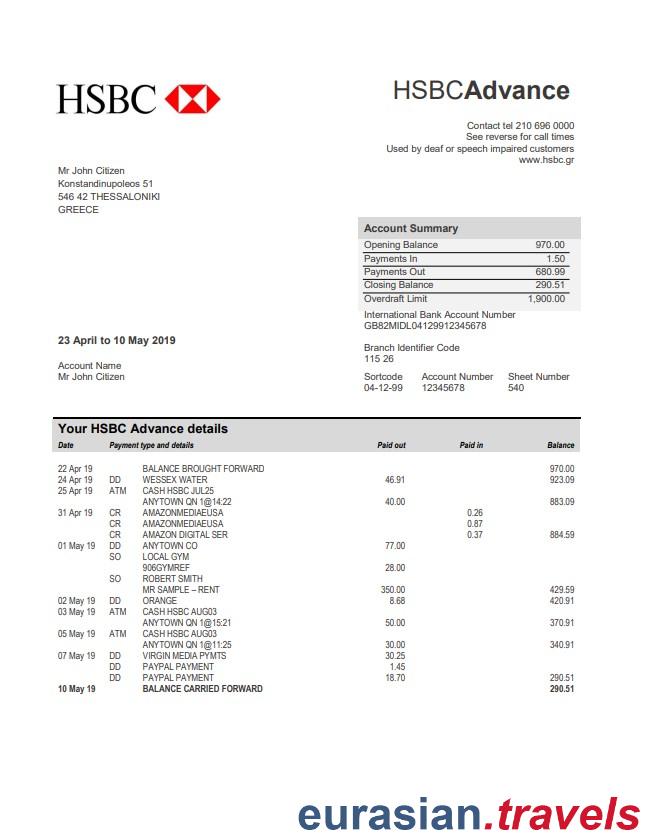 HSBC
HSBCAdvance
Contact tel 210 696 0000
See reverse for call times
Used by deaf or speech impaired customers
www.hsbc.gr
Mr John Citizen
Konstandinupoleos 51
546 42 THESSALONIKI
GREECE
Account Summary
Opening Balance 970.00
Payments In 1.50
Payments Out 680.99
Closing Balance 290.51
Overdraft Limit 1,900.00
International Bank Account Number
GB82MIDL04129912345678
23 April to 10 May 2019
Branch Identifier Code
115 26
Account Name
Mr John Citizen
Sortcode Account Number Sheet Number
04-12-99 12345678 540
Your HSBC Advance details
Date Payment type and details Paid out Paid in Balance
22 Apr 19 BALANCE BROUGHT FORWARD 970.00
24 Apr 19 DD WESSEX WATER 46.91 923.09
25 Apr 19 ATM CASH HSBC JUL25
ANYTOWN QN 1@14:22 40.00 883.09
31 Apr 19 CR AMAZONMEDIAEUSA 0.26
CR AMAZONMEDIAEUSA 0.87
CR AMAZON DIGITAL SER 0.37 884.59
01 May 19 DD ANYTOWN CO 77.00
SO LOCAL GYM
906GYMREF 28.00
SO ROBERT SMITH
MR SAMPLE – RENT 350.00 429.59
02 May 19 DD ORANGE 8.68 420.91
03 May 19 ATM CASH HSBC AUG03
ANYTOWN QN 1@15:21 50.00 370.91
05 May 19 ATM CASH HSBC AUG03
ANYTOWN QN 1@11:25 30.00 340.91
07 May 19 DD VIRGIN MEDIA PYMTS 30.25
DD PAYPAL PAYMENT 1.45
DD PAYPAL PAYMENT 18.70 290.51
10 May 19 BALANCE CARRIED FORWARD 290.51
eurasian.travels